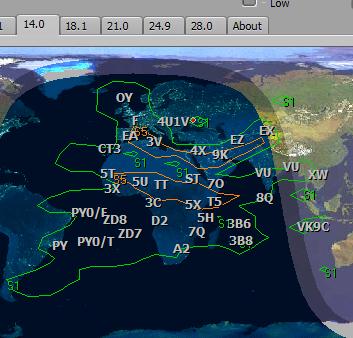 Low
14.0 18.1 21.0 24.9 28.0 About
OY
S1
F 4U1V S1
EA S5 3V EZ EX
CT3 4X 9K
S1
5T S5 5U TT ST 7O VU VU XW
3X
3C 5X T5 8Q S1
PY0/F ZD8 D2 5H S1 3B6 VK9C
PY PY0/T ZD7 7Q 3B8
A2
S1
S1